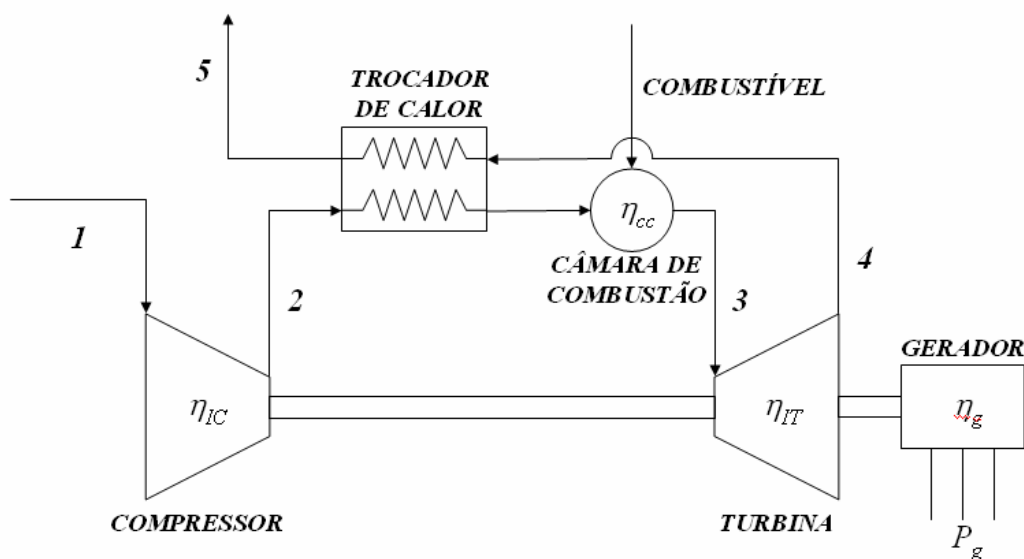 5
TROCADOR
DE CALOR
COMBUSTÍVEL
1
η_cc
CÂMARA DE
COMBUSTÃO
2
3
4
GERADOR
η_IC
η_IT
η_g
COMPRESSOR
TURBINA
P_g